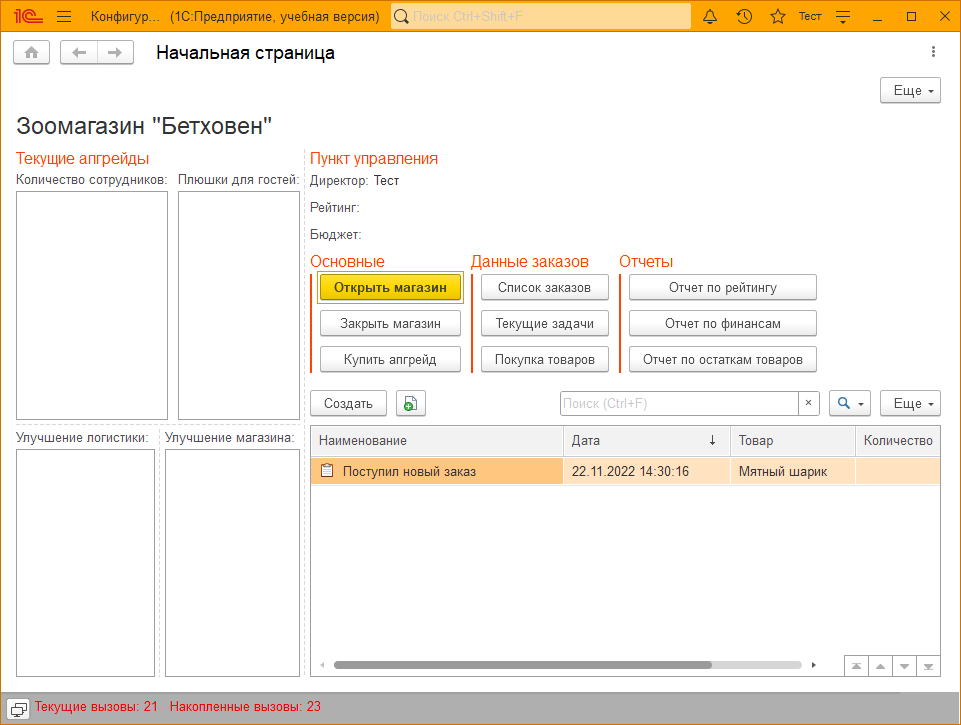 1С Конфигур... (1С:Предприятие, учебная версия) Поиск Ctrl+Shift+F Тест
Начальная страница
Еще
Зоомагазин "Бетховен"
Текущие апгрейды
Количество сотрудников: Плюшки для гостей:
Улучшение логистики: Улучшение магазина:
Пункт управления
Директор: Тест
Рейтинг:
Бюджет:
Основные Данные заказов Отчеты
Открыть магазин Список заказов Отчет по рейтингу
Закрыть магазин Текущие задачи Отчет по финансам
Купить апгрейд Покупка товаров Отчет по остаткам товаров
Создать Поиск (Ctrl+F) × Еще
Наименование Дата ↓ Товар Количество
Поступил новый заказ 22.11.2022 14:30:16 Мятный шарик
Текущие вызовы: 21 Накопленные вызовы: 23